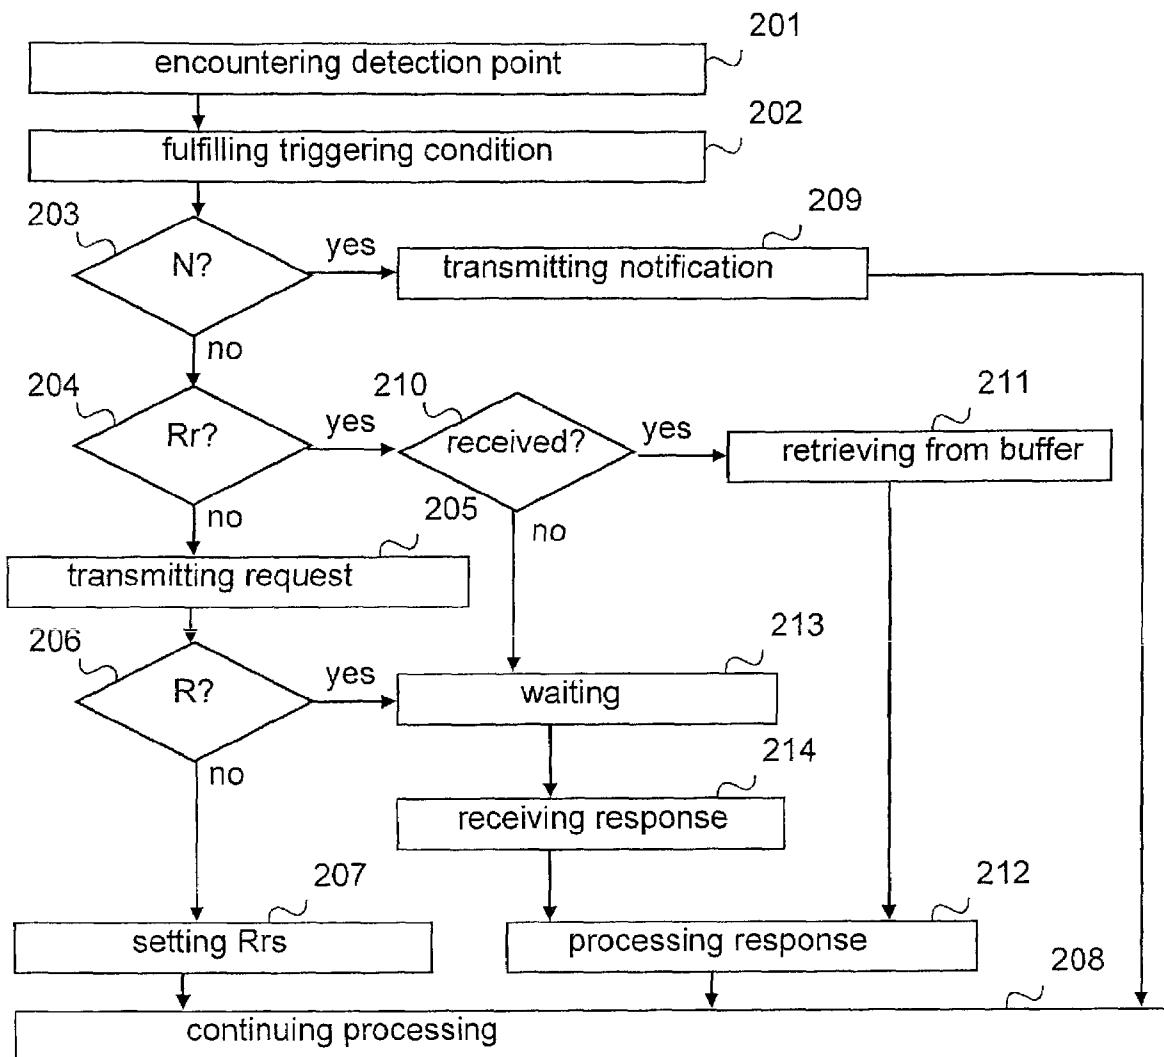 201
encountering detection point
202
fulfilling triggering condition
203
N?
yes
209
transmitting notification
no
204
Rr?
yes
210
received?
yes
211
retrieving from buffer
no
205
no
transmitting request
206
R?
yes
213
waiting
no
214
receiving response
207
setting Rrs
212
processing response
208
continuing processing